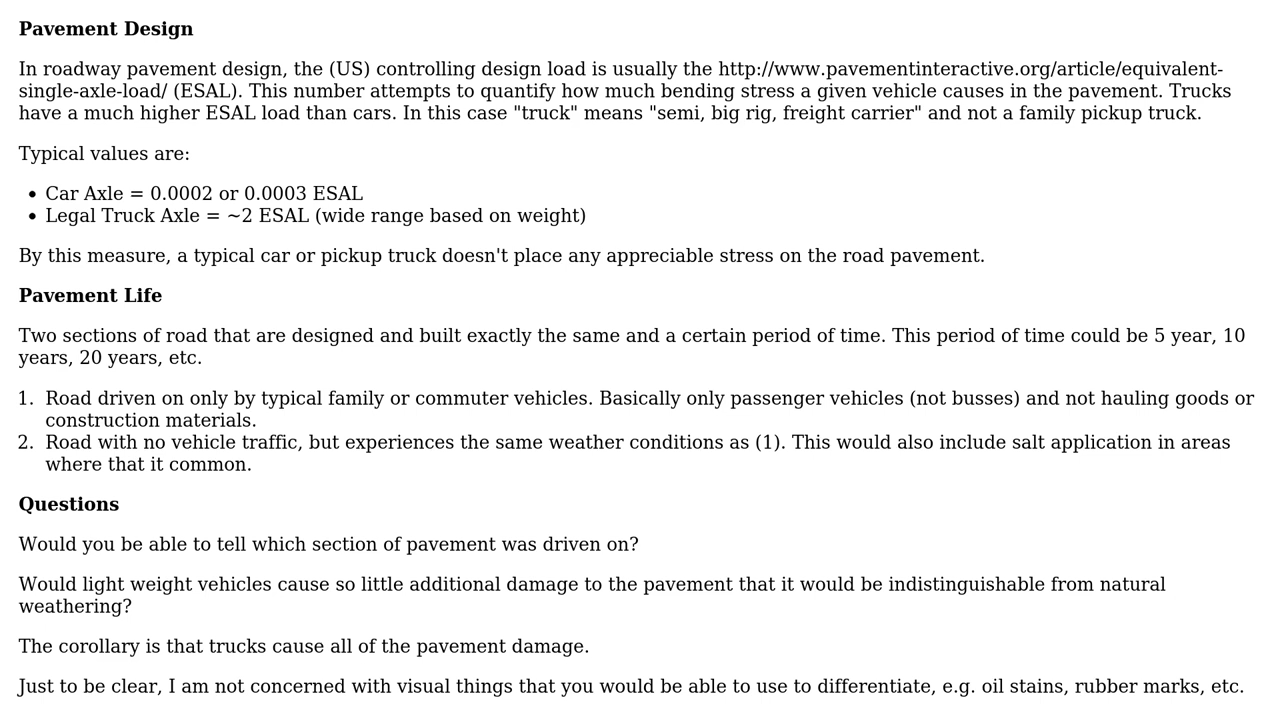 Pavement Design
In roadway pavement design, the (US) controlling design load is usually the http://www.pavementinteractive.org/article/equivalent-
single-axle-load/ (ESAL). This number attempts to quantify how much bending stress a given vehicle causes in the pavement. Trucks
have a much higher ESAL load than cars. In this case "truck" means "semi, big rig, freight carrier" and not a family pickup truck.
Typical values are:
• Car Axle = 0.0002 or 0.0003 ESAL
• Legal Truck Axle = ~2 ESAL (wide range based on weight)
By this measure, a typical car or pickup truck doesn't place any appreciable stress on the road pavement.
Pavement Life
Two sections of road that are designed and built exactly the same and a certain period of time. This period of time could be 5 year, 10
years, 20 years, etc.
1. Road driven on only by typical family or commuter vehicles. Basically only passenger vehicles (not busses) and not hauling goods or
construction materials.
2. Road with no vehicle traffic, but experiences the same weather conditions as (1). This would also include salt application in areas
where that it common.
Questions
Would you be able to tell which section of pavement was driven on?
Would light weight vehicles cause so little additional damage to the pavement that it would be indistinguishable from natural
weathering?
The corollary is that trucks cause all of the pavement damage.
Just to be clear, I am not concerned with visual things that you would be able to use to differentiate, e.g. oil stains, rubber marks, etc.